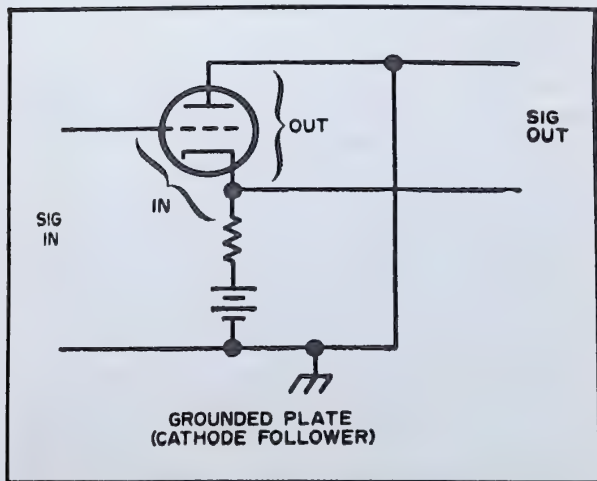 OUT
SIG
OUT
IN
SIG
IN
GROUNDED PLATE
(CATHODE FOLLOWER)